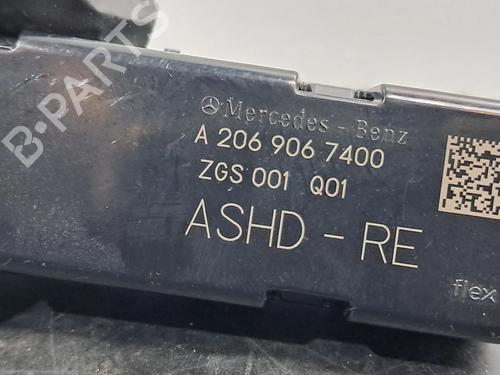 B-PARTS
Mercedes-Benz
A 206 906 7400
ZGS 001 Q01
ASHD - RE
flex